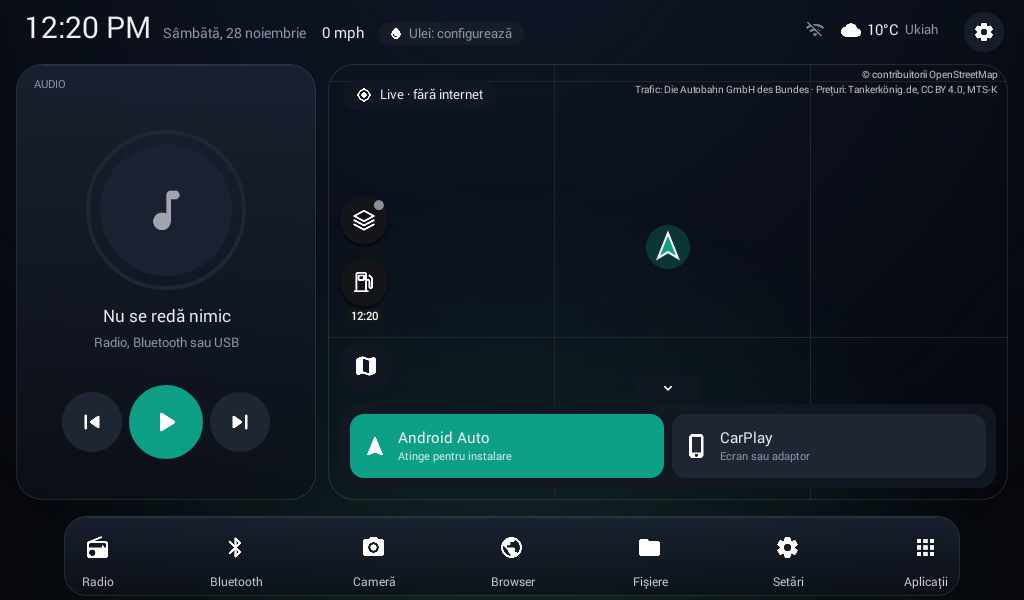 12:20 PM
Sâmbătă, 28 noiembrie
0 mph
Ulei: configurează
10°C
Ukiah
AUDIO
Nu se redă nimic
Radio, Bluetooth sau USB
Live · fără internet
© contribuitorii OpenStreetMap
Trafic: Die Autobahn GmbH des Bundes · Prețuri: Tankerkönig.de, CC BY 4.0, MTS-K
12:20
Android Auto
Atinge pentru instalare
CarPlay
Ecran sau adaptor
Radio
Bluetooth
Cameră
Browser
Fișiere
Setări
Aplicații